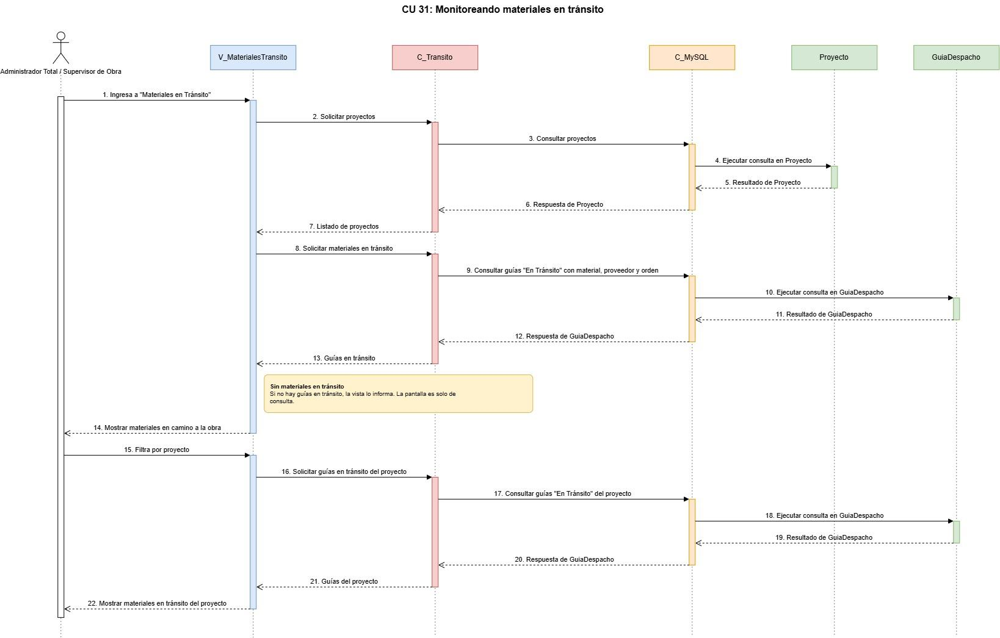 CU 31: Monitoreando materiales en tránsito
Administrador Total / Supervisor de Obra
V_MaterialesTransito
C_Transito
C_MySQL
Proyecto
GuiaDespacho
1. Ingresa a "Materiales en Tránsito"
2. Solicitar proyectos
3. Consultar proyectos
4. Ejecutar consulta en Proyecto
5. Resultado de Proyecto
6. Respuesta de Proyecto
7. Listado de proyectos
8. Solicitar materiales en tránsito
9. Consultar guías "En Tránsito" con material, proveedor y orden
10. Ejecutar consulta en GuiaDespacho
11. Resultado de GuiaDespacho
12. Respuesta de GuiaDespacho
13. Guías en tránsito
Sin materiales en tránsito
Si no hay guías en tránsito, la vista lo informa. La pantalla es solo de
consulta.
14. Mostrar materiales en camino a la obra
15. Filtra por proyecto
16. Solicitar guías en tránsito del proyecto
17. Consultar guías "En Tránsito" del proyecto
18. Ejecutar consulta en GuiaDespacho
19. Resultado de GuiaDespacho
20. Respuesta de GuiaDespacho
21. Guías del proyecto
22. Mostrar materiales en tránsito del proyecto